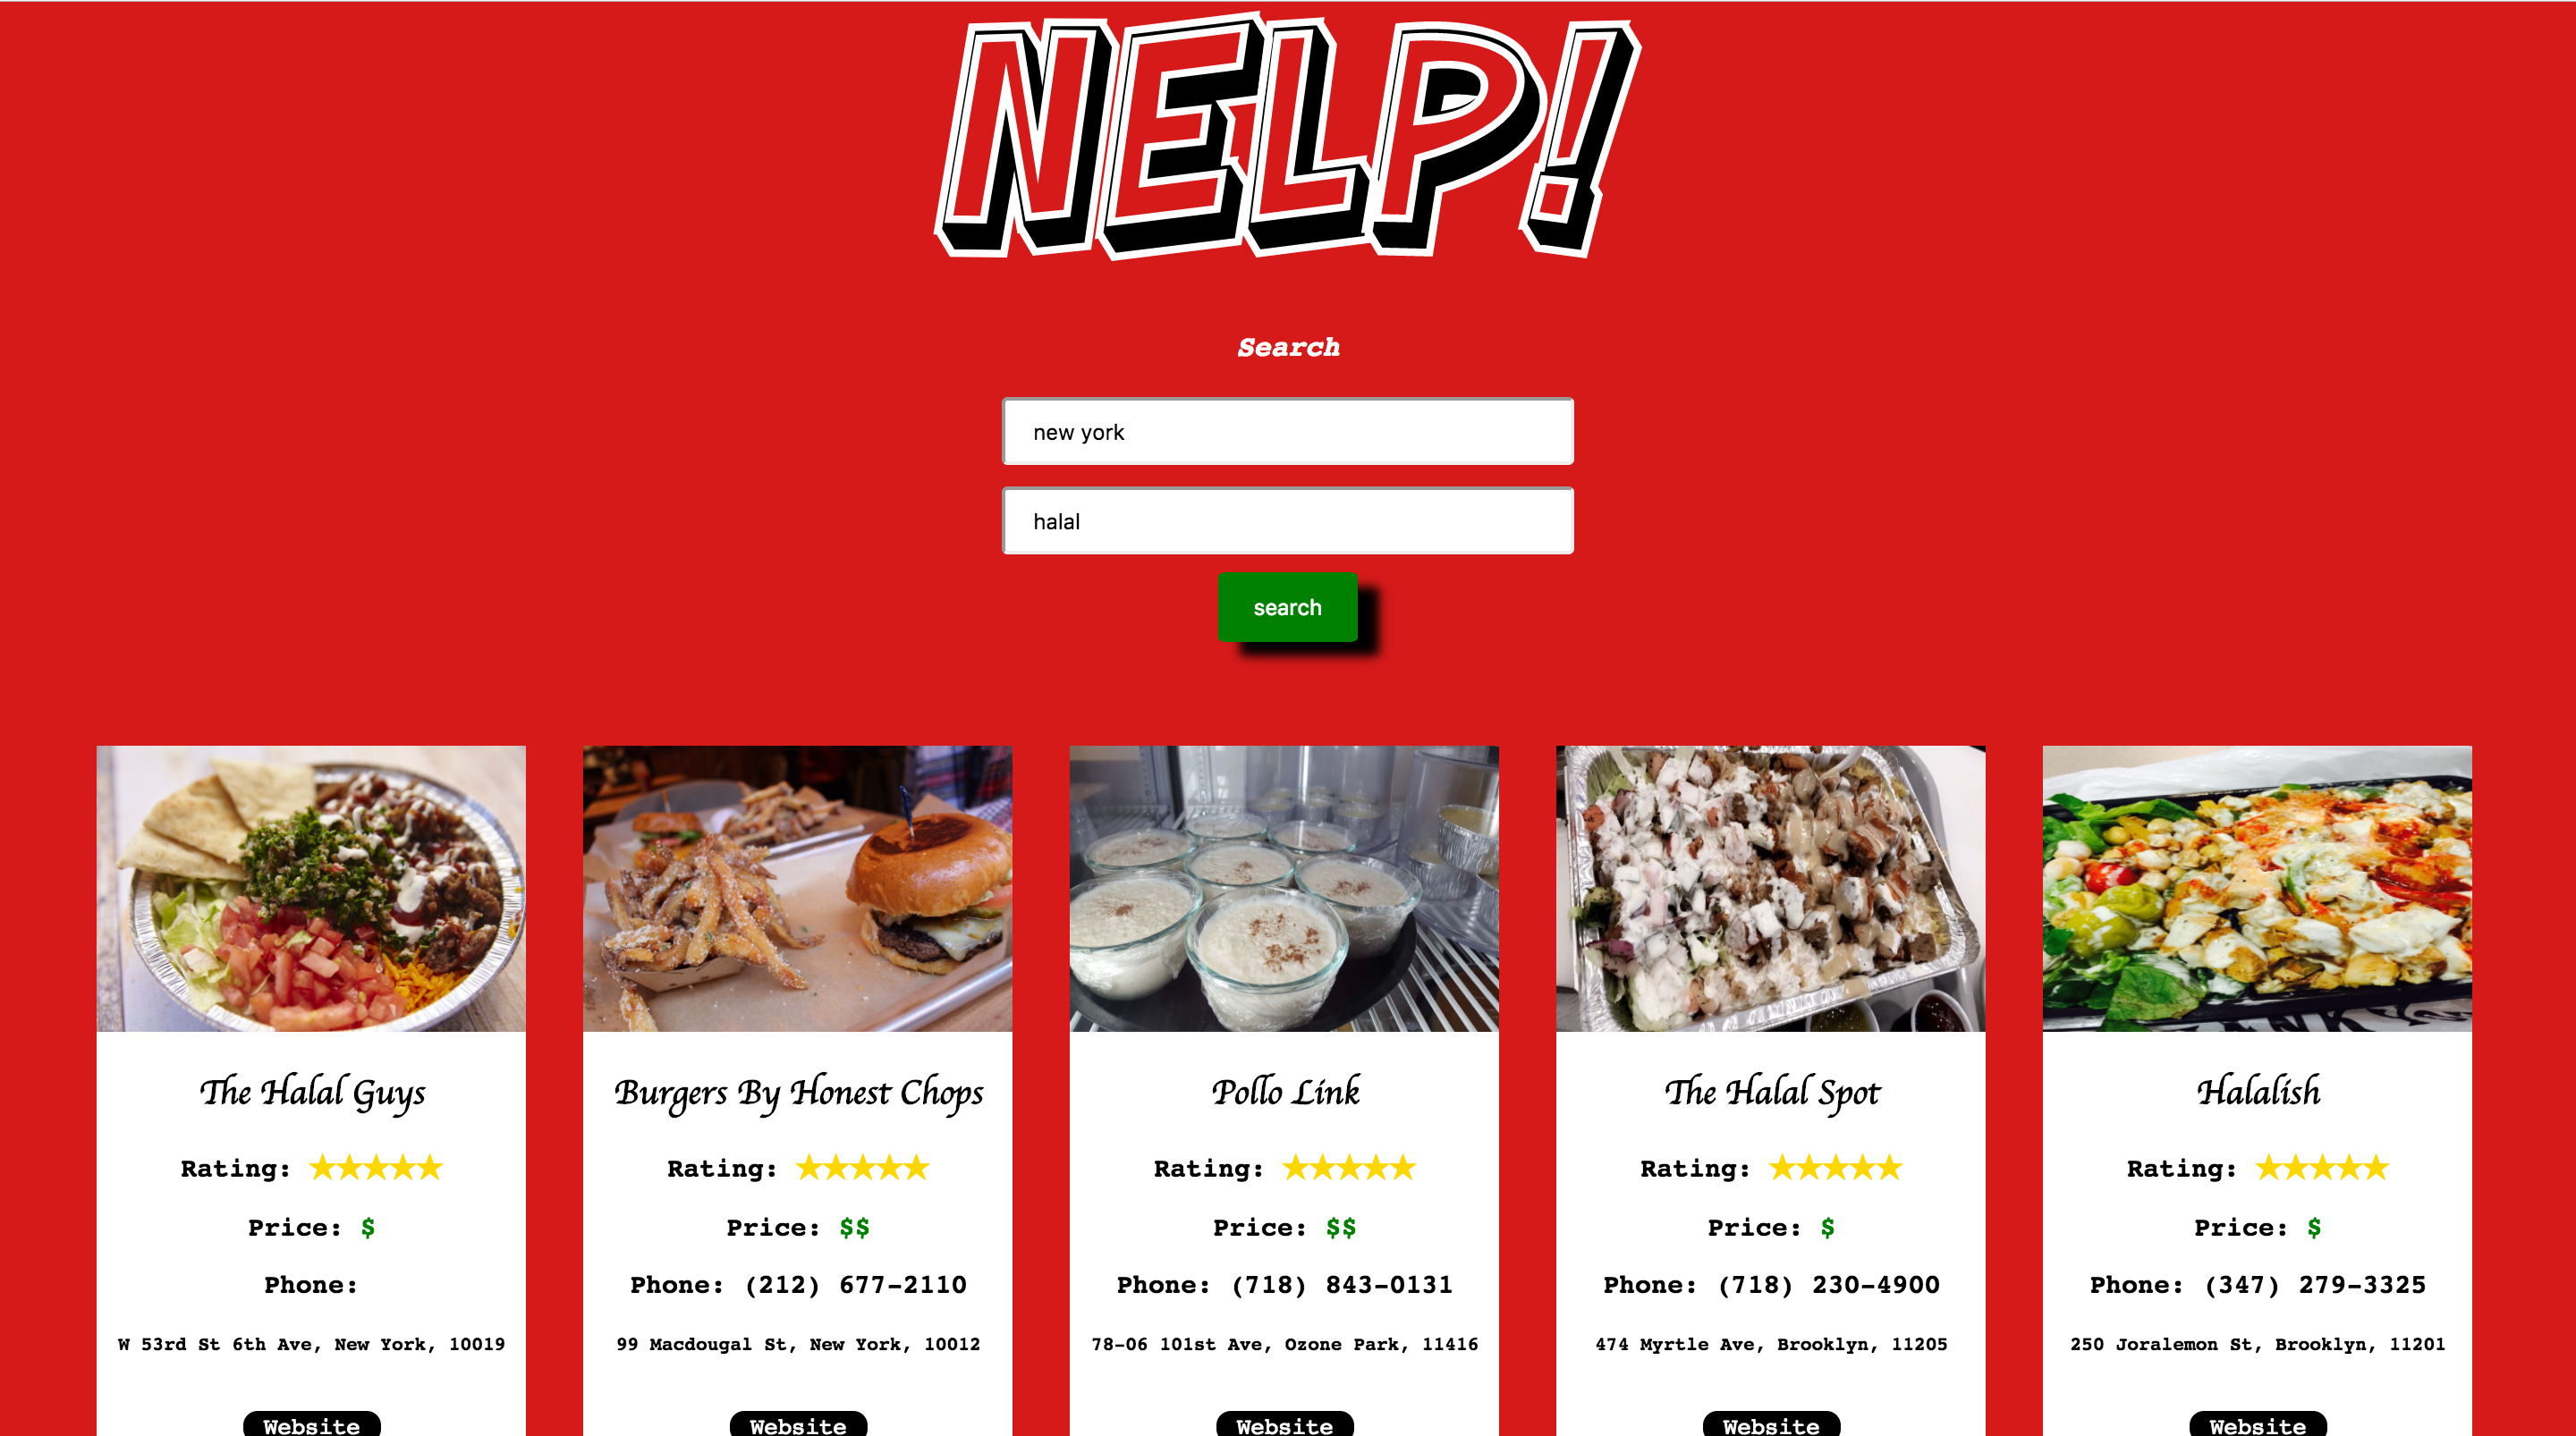 NELP!
Search
new york
halal
search
The Halal Guys
Rating: ★★★★★
Price: $
Phone:
W 53rd St 6th Ave, New York, 10019
Website
Burgers By Honest Chops
Rating: ★★★★★
Price: $$
Phone: (212) 677-2110
99 Macdougal St, New York, 10012
Website
Pollo Link
Rating: ★★★★★
Price: $$
Phone: (718) 843-0131
78-06 101st Ave, Ozone Park, 11416
Website
The Halal Spot
Rating: ★★★★★
Price: $
Phone: (718) 230-4900
474 Myrtle Ave, Brooklyn, 11205
Website
Halalish
Rating: ★★★★★
Price: $
Phone: (347) 279-3325
250 Joralemon St, Brooklyn, 11201
Website